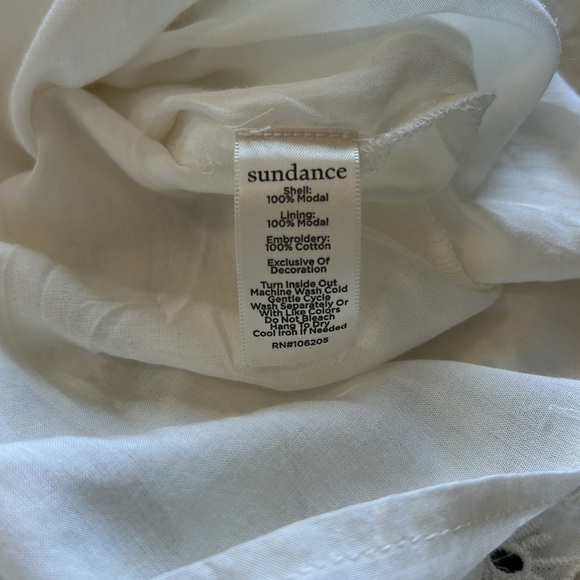 sundance
Shell:
100% Modal
Lining:
100% Modal
Embroidery:
100% Cotton
Exclusive Of
Decoration
Turn Inside Out
Machine Wash Cold
Gentle Cycle
Wash Separately Or
With Like Colors
Do Not Bleach
Hang To Dry
Cool Iron If Needed
RN#106205